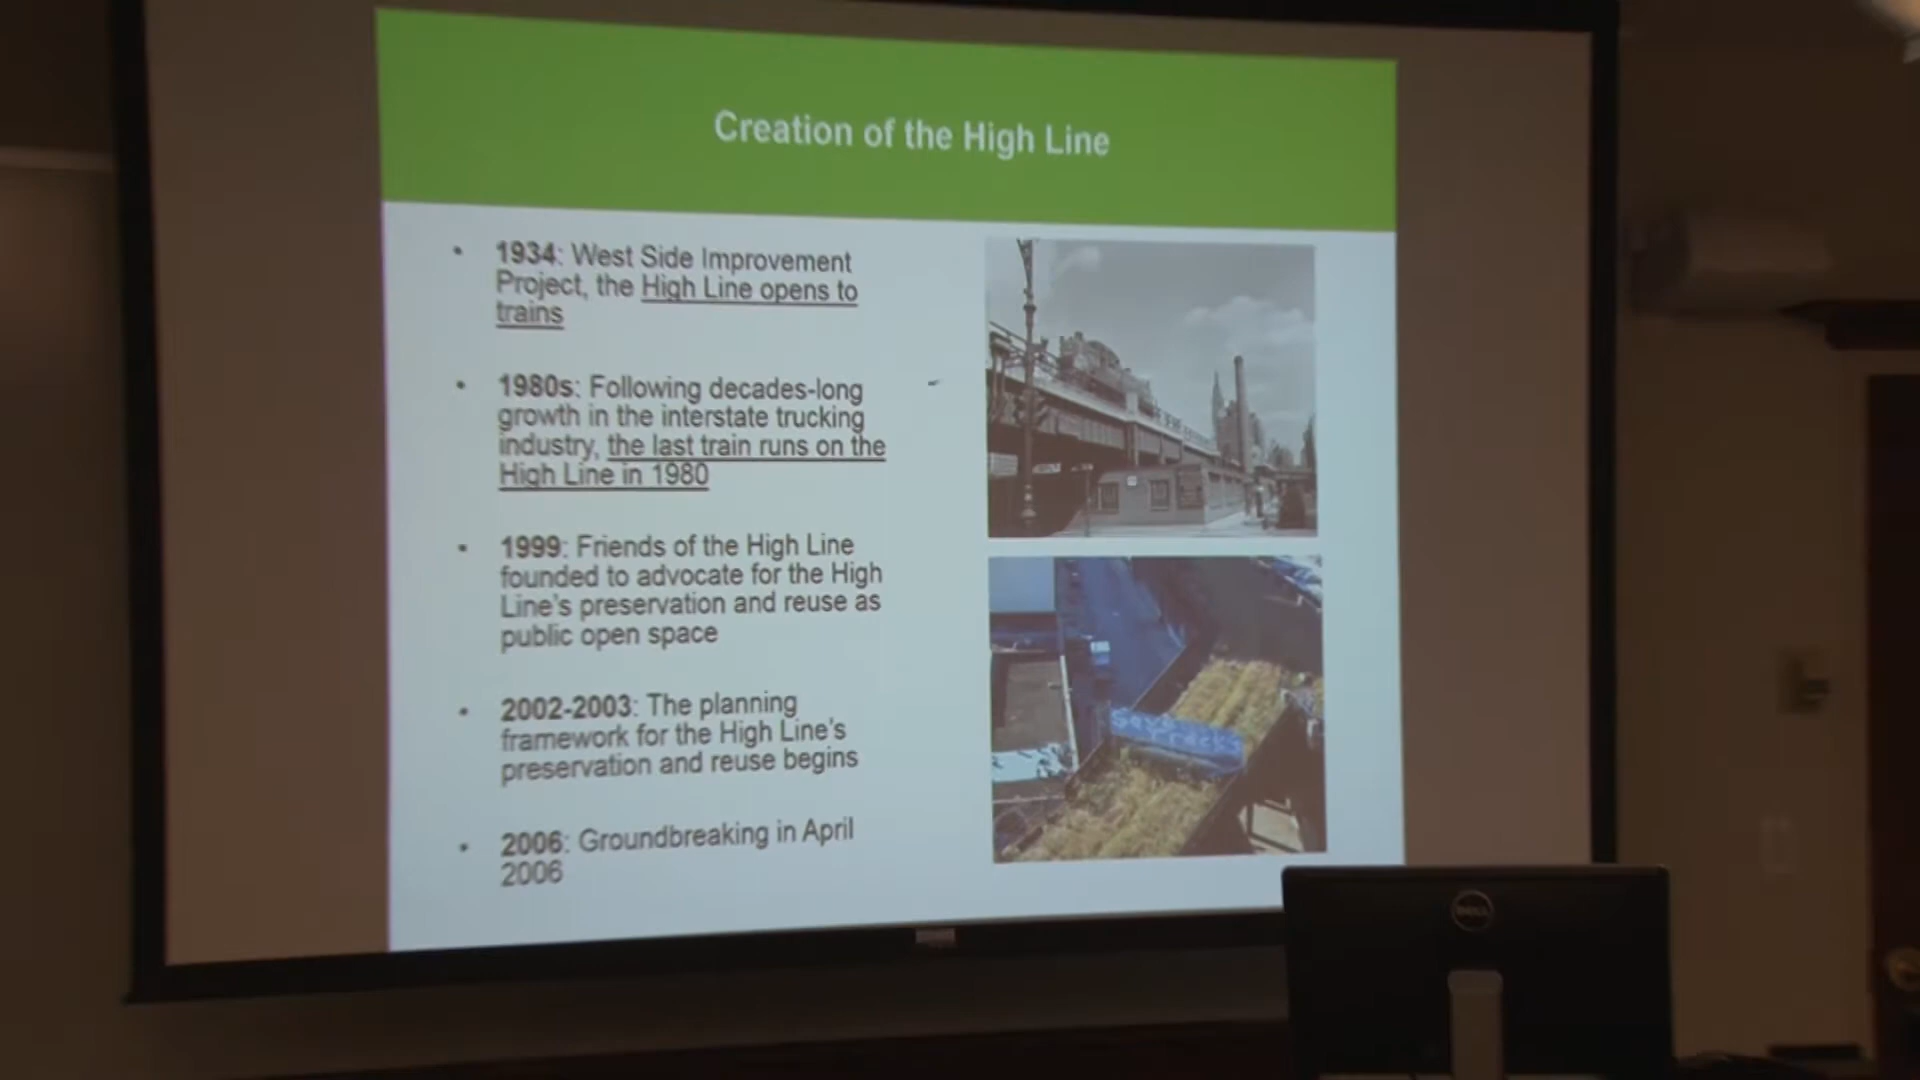 Creation of the High Line
• 1934: West Side Improvement
Project, the High Line opens to
trains
• 1980s: Following decades-long
growth in the interstate trucking
industry, the last train runs on the
High Line in 1980
• 1999: Friends of the High Line
founded to advocate for the High
Line's preservation and reuse as
public open space
• 2002-2003: The planning
framework for the High Line's
preservation and reuse begins
• 2006: Groundbreaking in April
2006
Save
Tracks
DELL